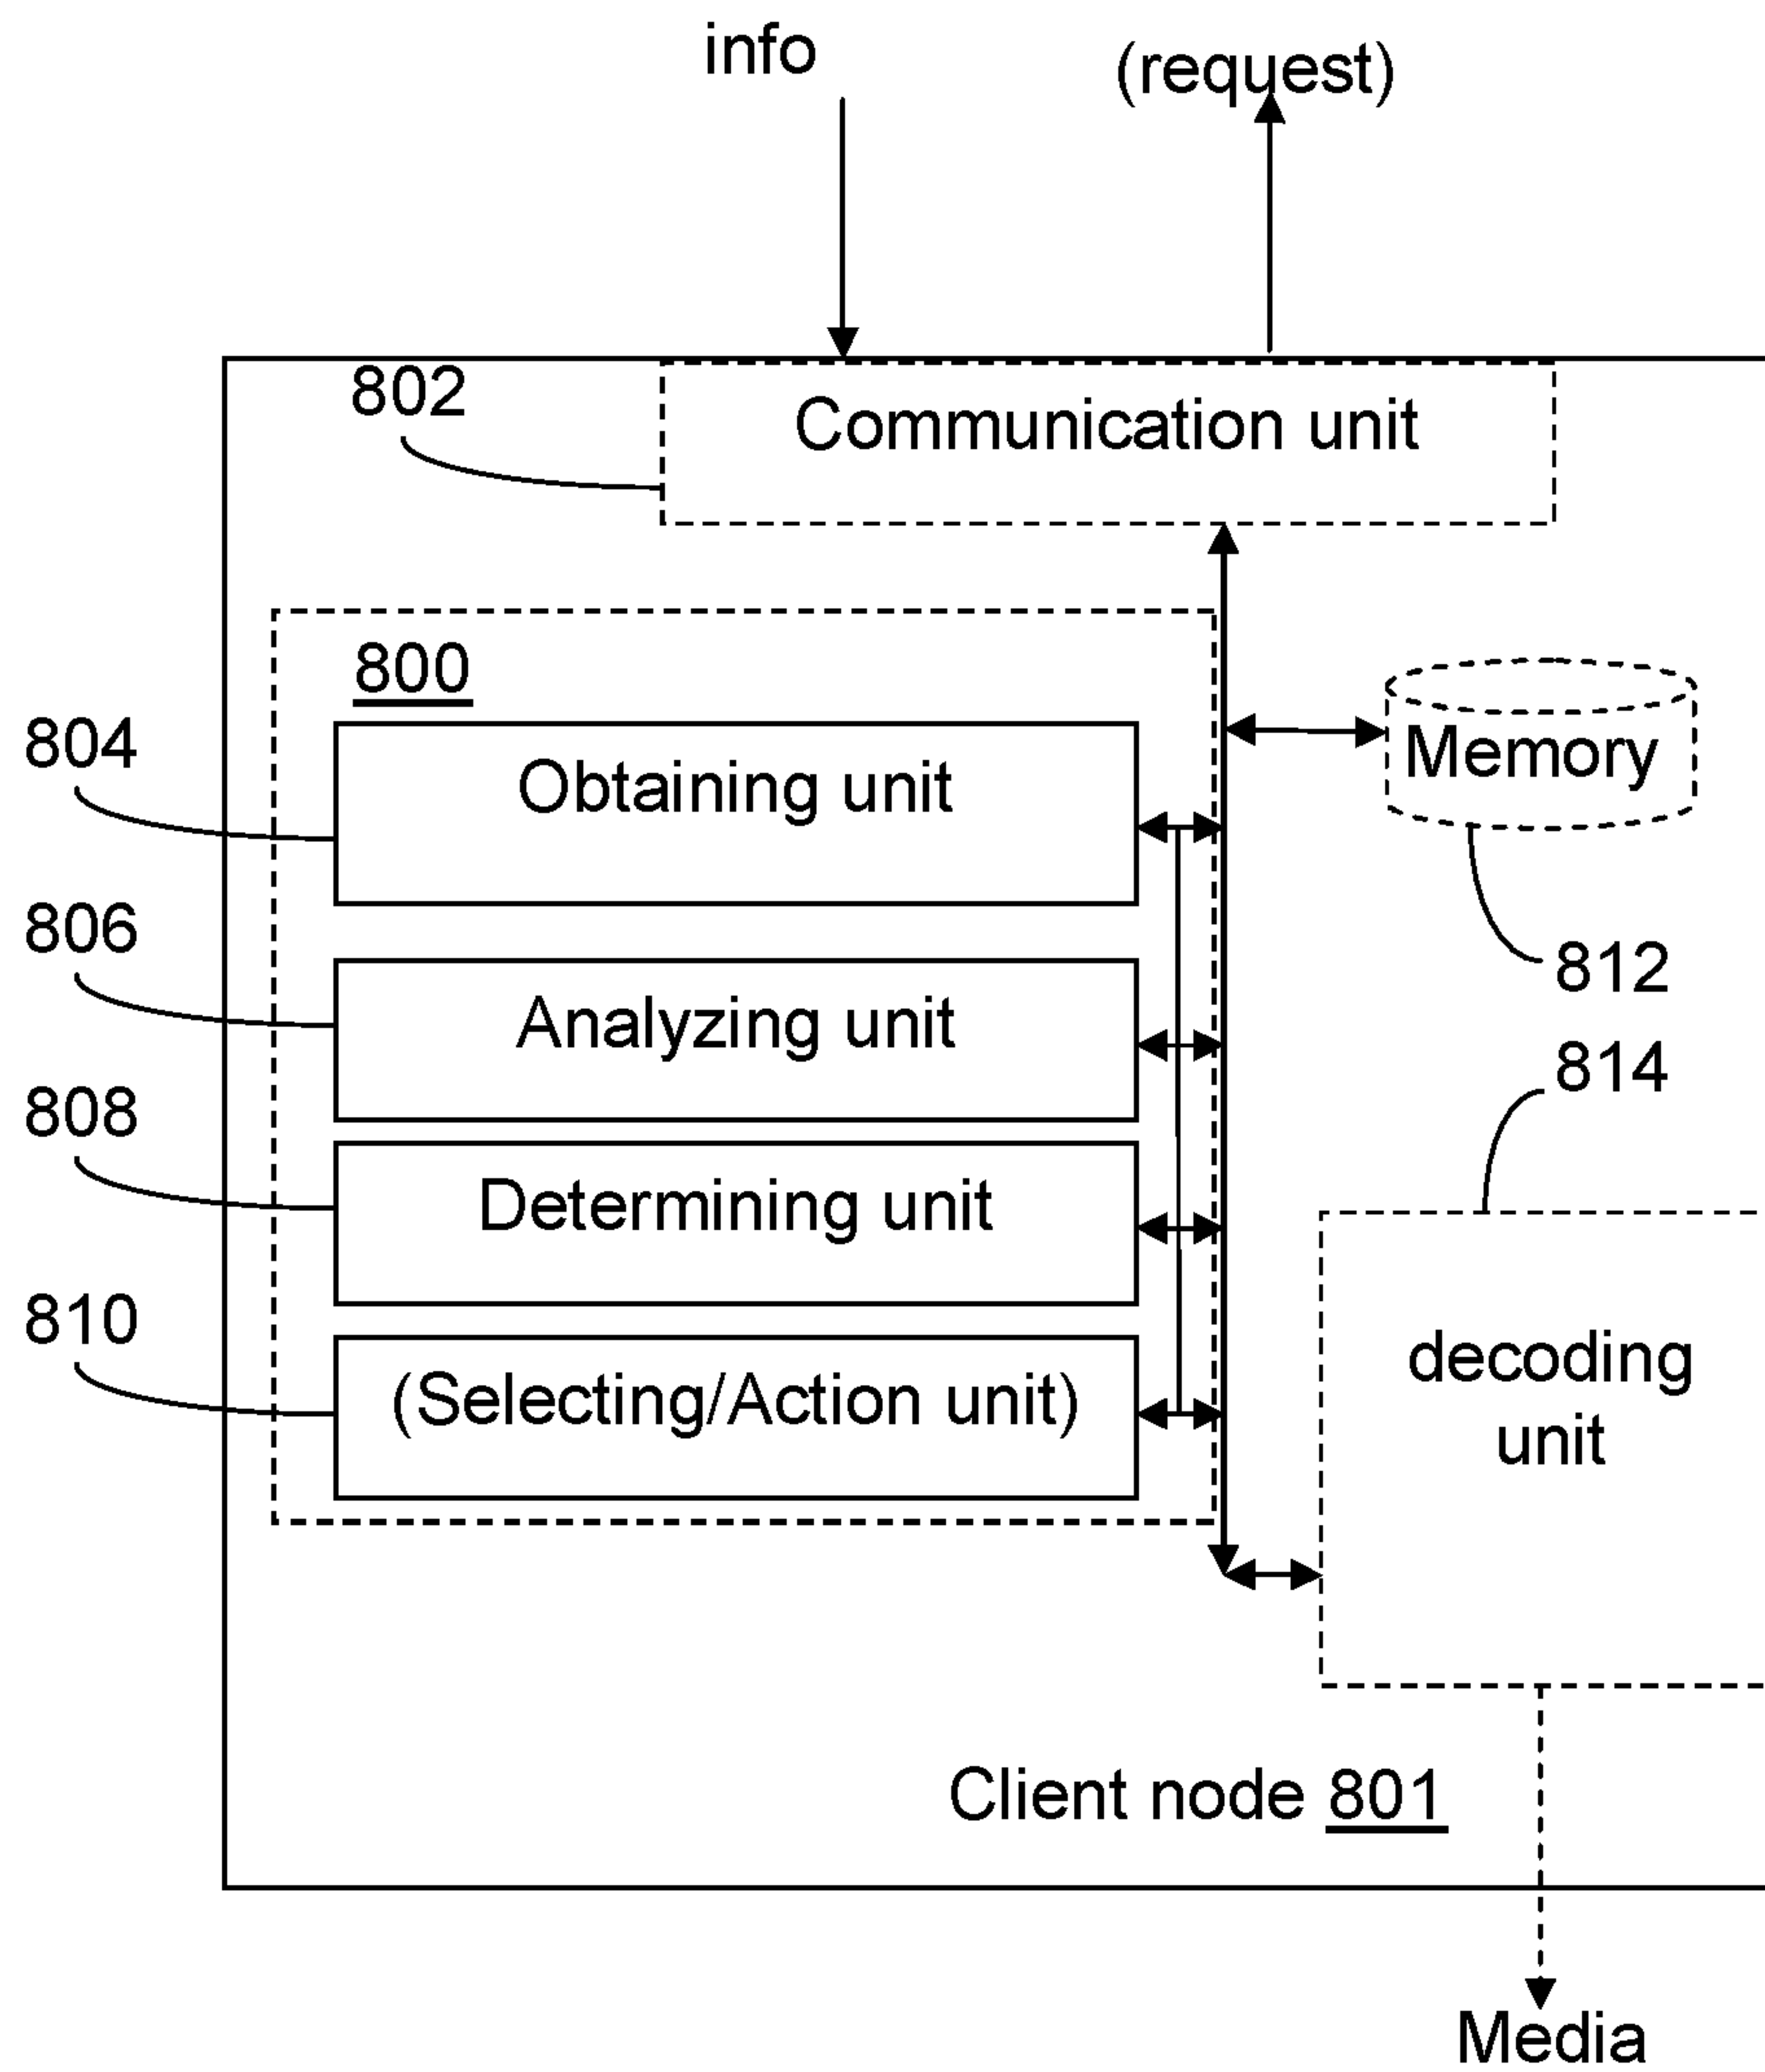 info
(request)
802
Communication unit
800
804
Obtaining unit
Memory
806
812
Analyzing unit
814
808
Determining unit
810
(Selecting/Action unit)
decoding
unit
Client node 801
Media